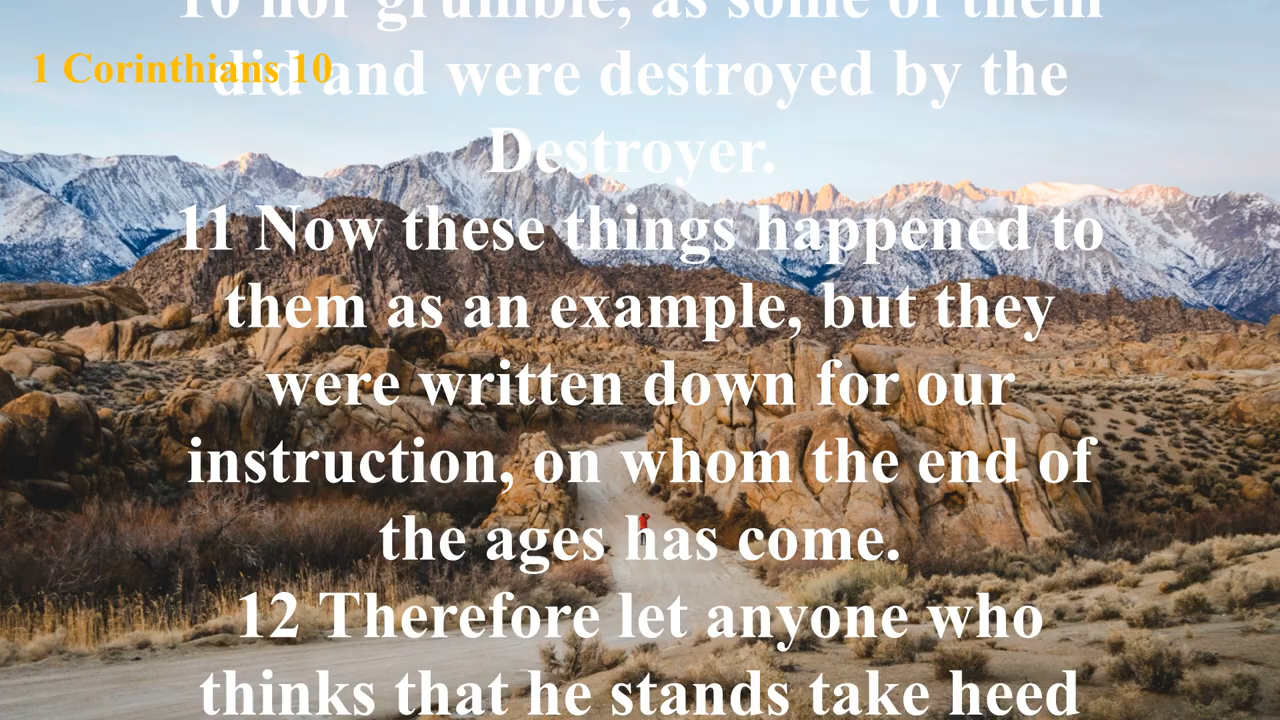 10 nor grumble, as some of them
1 Corinthians 10
did and were destroyed by the
Destroyer.
11 Now these things happened to
them as an example, but they
were written down for our
instruction, on whom the end of
the ages has come.
12 Therefore let anyone who
thinks that he stands take heed